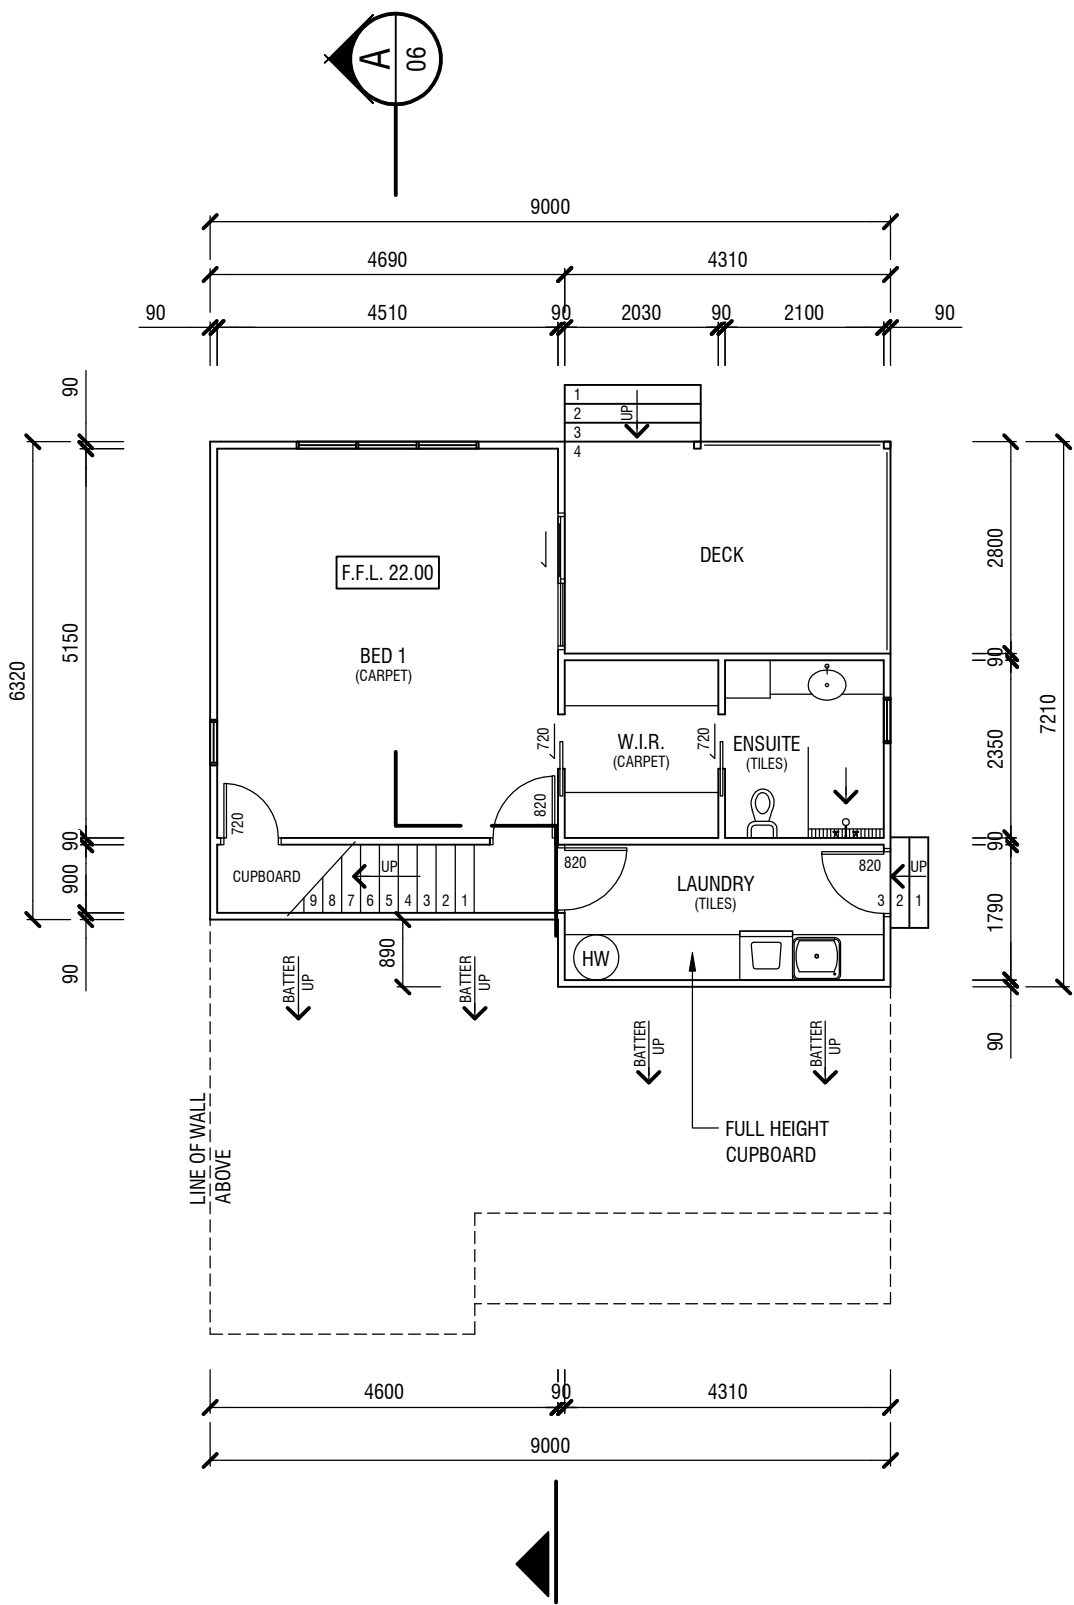 A
06
9000
4690
4310
90
4510
90
2030
90
2100
90
90
5150
90
900
90
6320
890
2800
90
2350
90
1790
90
7210
1
2
3
4
UP
DECK
F.F.L. 22.00
BED 1
(CARPET)
W.I.R.
(CARPET)
720
720
ENSUITE
(TILES)
720
820
CUPBOARD
UP
9 8 7 6 5 4 3 2 1
820
LAUNDRY
(TILES)
820
UP
3 2 1
HW
BATTER
UP
BATTER
UP
BATTER
UP
BATTER
UP
FULL HEIGHT
CUPBOARD
LINE OF WALL
ABOVE
4600
90
4310
9000